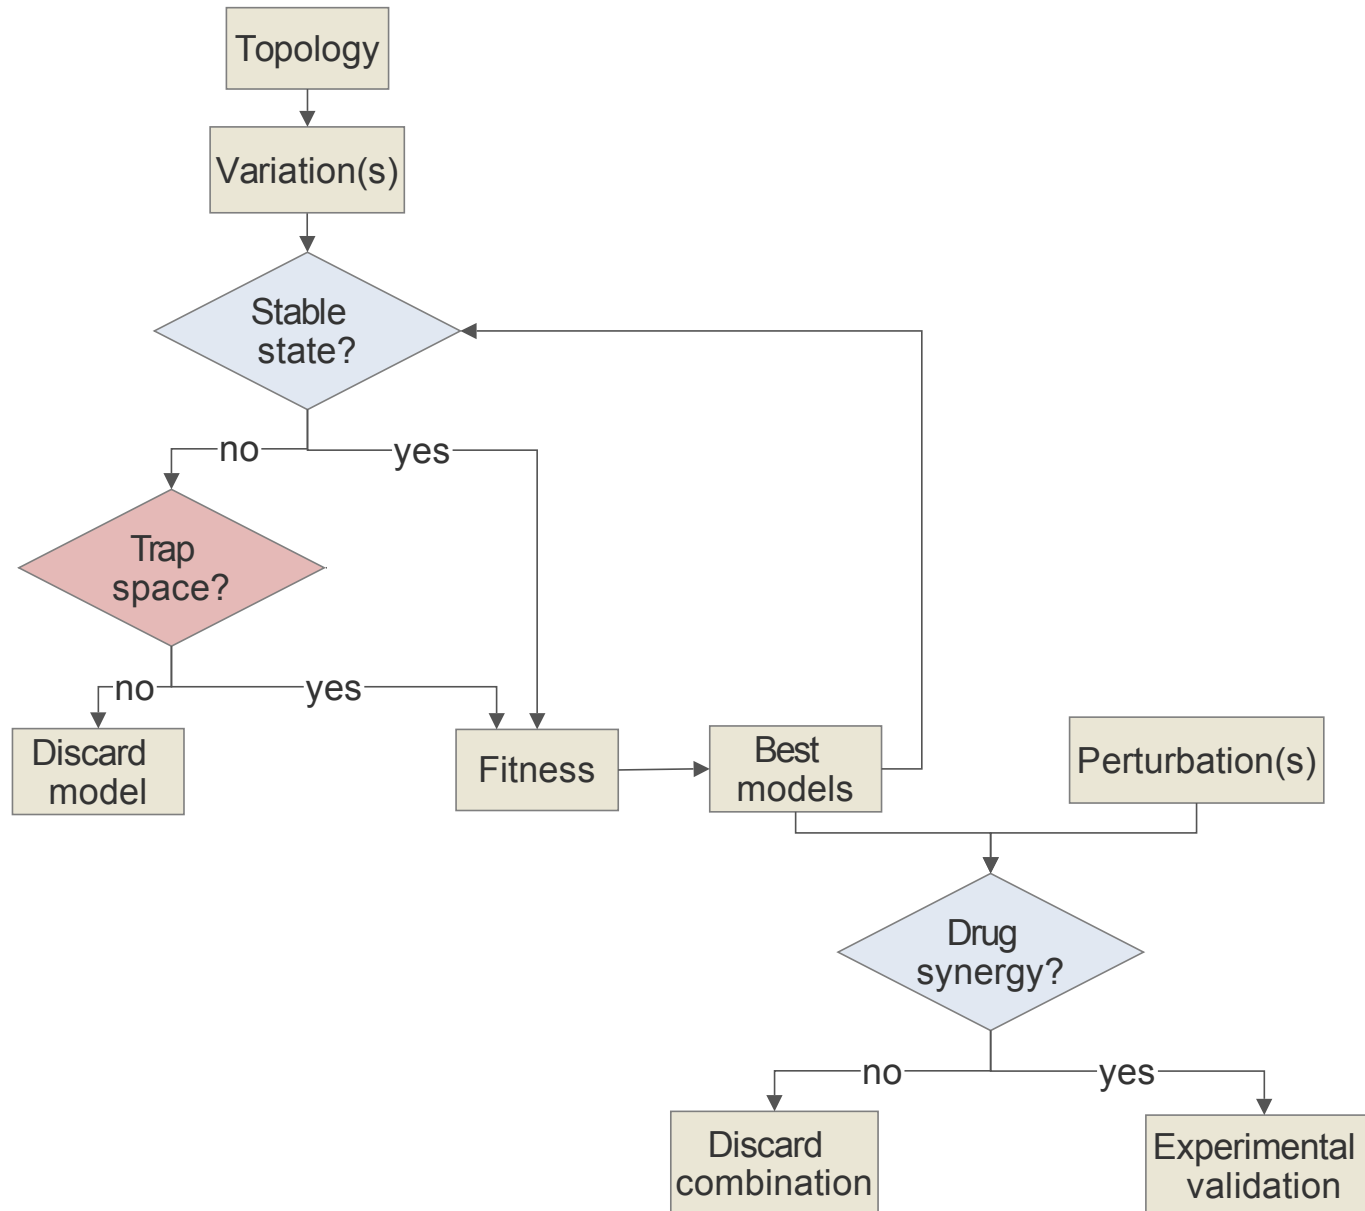 Topology
Variation(s)
Stable
state?
no
yes
Trap
space?
no
yes
Discard
model
Fitness
Best
models
Perturbation(s)
Drug
synergy?
no
yes
Discard
combination
Experimental
validation